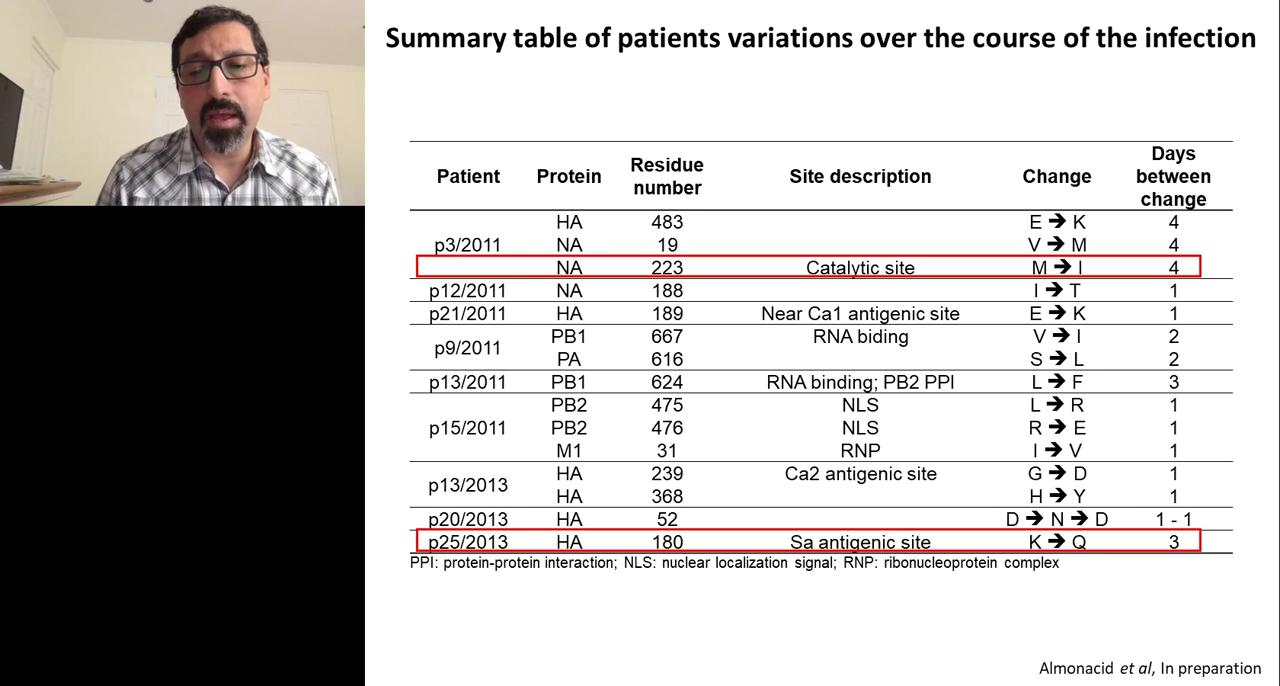 Summary table of patients variations over the course of the infection
Patient Protein Residue number Site description Change Days between change
p3/2011 HA 483 E ➔ K 4
NA 19 V ➔ M 4
NA 223 Catalytic site M ➔ I 4
p12/2011 NA 188 I ➔ T 1
p21/2011 HA 189 Near Ca1 antigenic site E ➔ K 1
p9/2011 PB1 667 RNA biding V ➔ I 2
PA 616 S ➔ L 2
p13/2011 PB1 624 RNA binding; PB2 PPI L ➔ F 3
p15/2011 PB2 475 NLS L ➔ R 1
PB2 476 NLS R ➔ E 1
M1 31 RNP I ➔ V 1
p13/2013 HA 239 Ca2 antigenic site G ➔ D 1
HA 368 H ➔ Y 1
p20/2013 HA 52 D ➔ N ➔ D 1 - 1
p25/2013 HA 180 Sa antigenic site K ➔ Q 3
PPI: protein-protein interaction; NLS: nuclear localization signal; RNP: ribonucleoprotein complex
Almonacid et al, In preparation